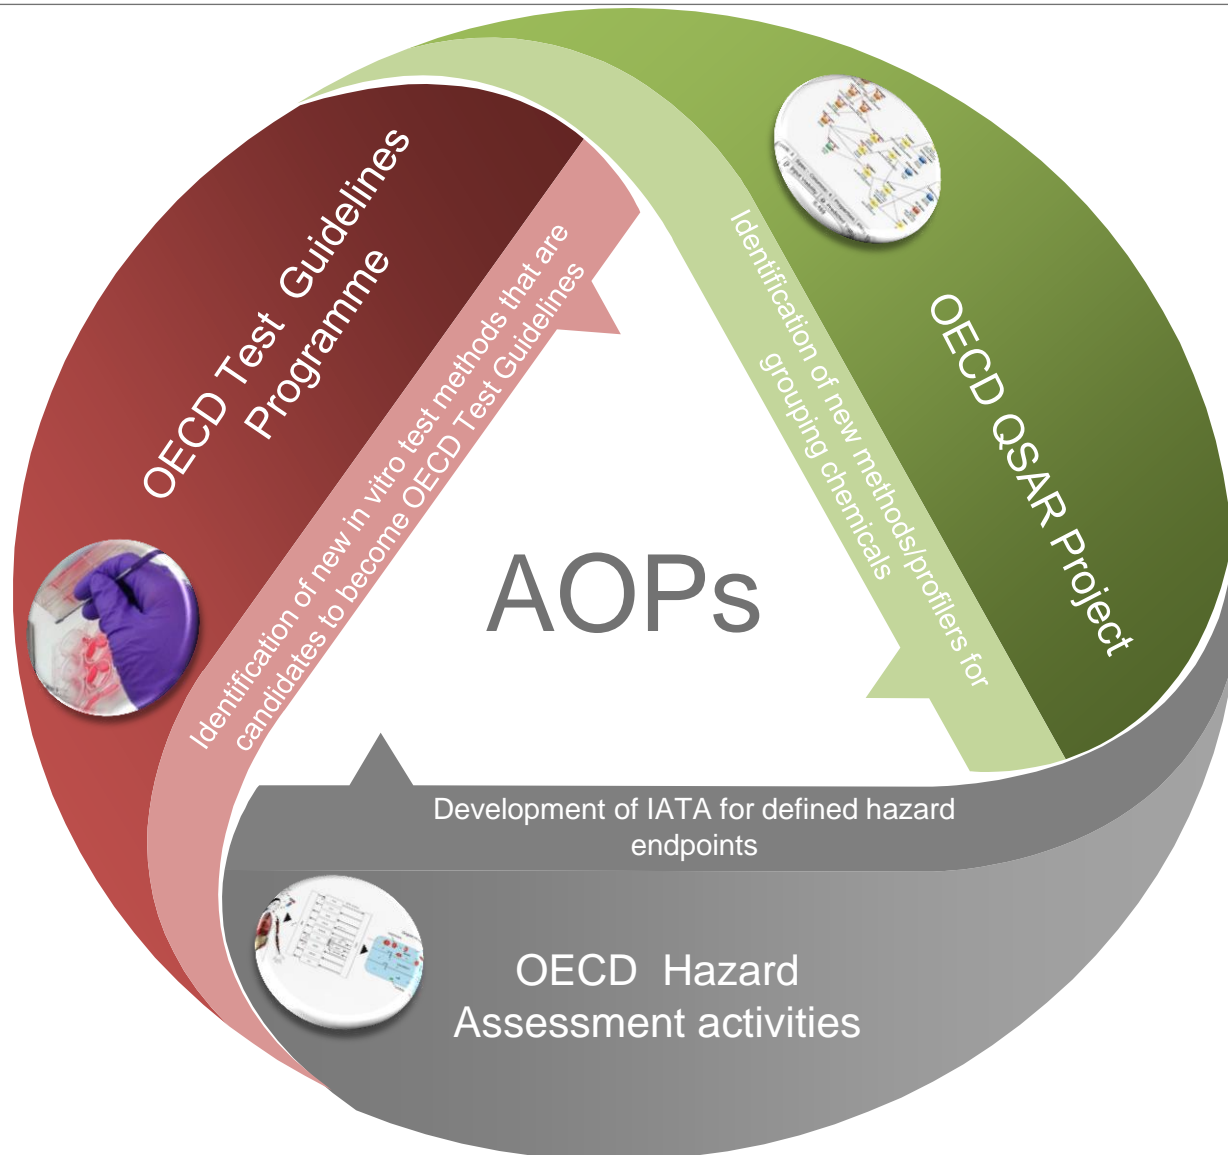 OECD Test Guidelines
Programme
Identification of new in vitro test methods that are
candidates to become OECD Test Guidelines
OECD QSAR Project
Identification of new methods/profilers for
grouping chemicals
AOPs
Development of IATA for defined hazard
endpoints
OECD Hazard
Assessment activities